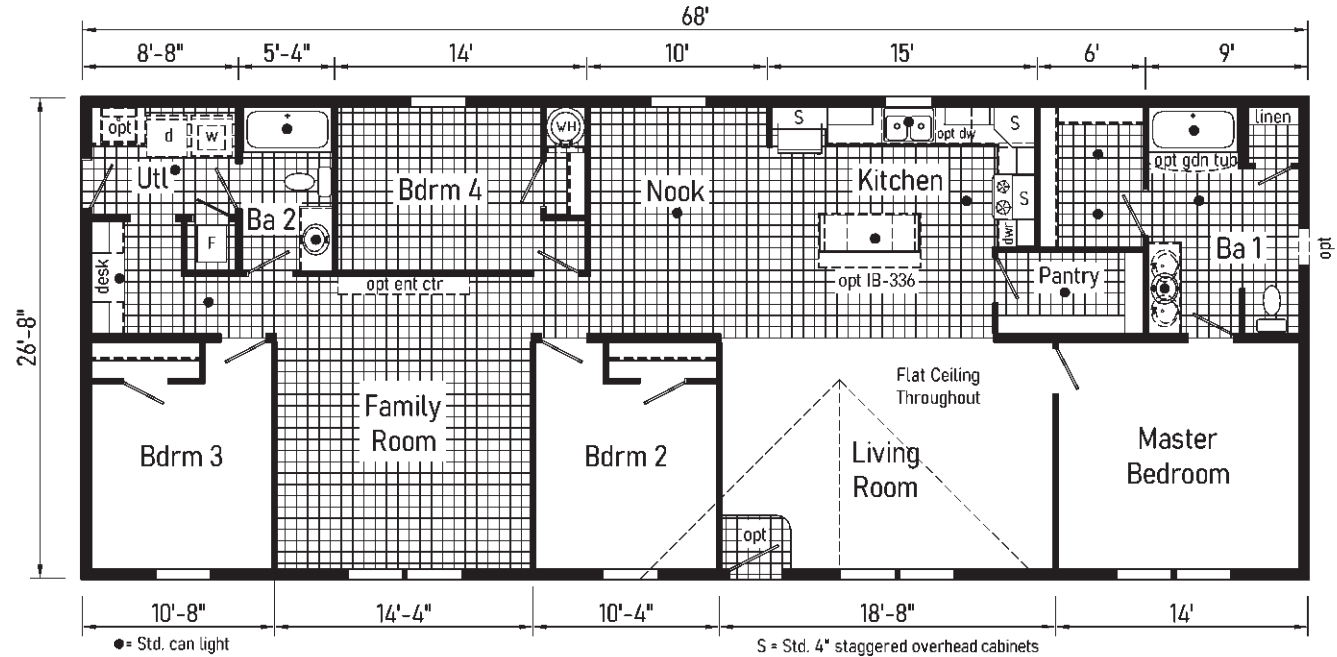 68'
8'-8" 5'-4" 14' 10' 15' 6' 9'
26'-8"
opt
d
w
Utl
F
desk
Ba 2
Bdrm 4
WH
opt ent ctr
Nook
S
opt dw
S
Kitchen
S
dwr
opt IB-336
Pantry
linen
opt gdn tub
Ba 1
opt
Bdrm 3
Family
Room
Bdrm 2
Flat Ceiling
Throughout
Living
Room
opt
Master
Bedroom
10'-8" 14'-4" 10'-4" 18'-8" 14'
●= Std. can light
S = Std. 4" staggered overhead cabinets